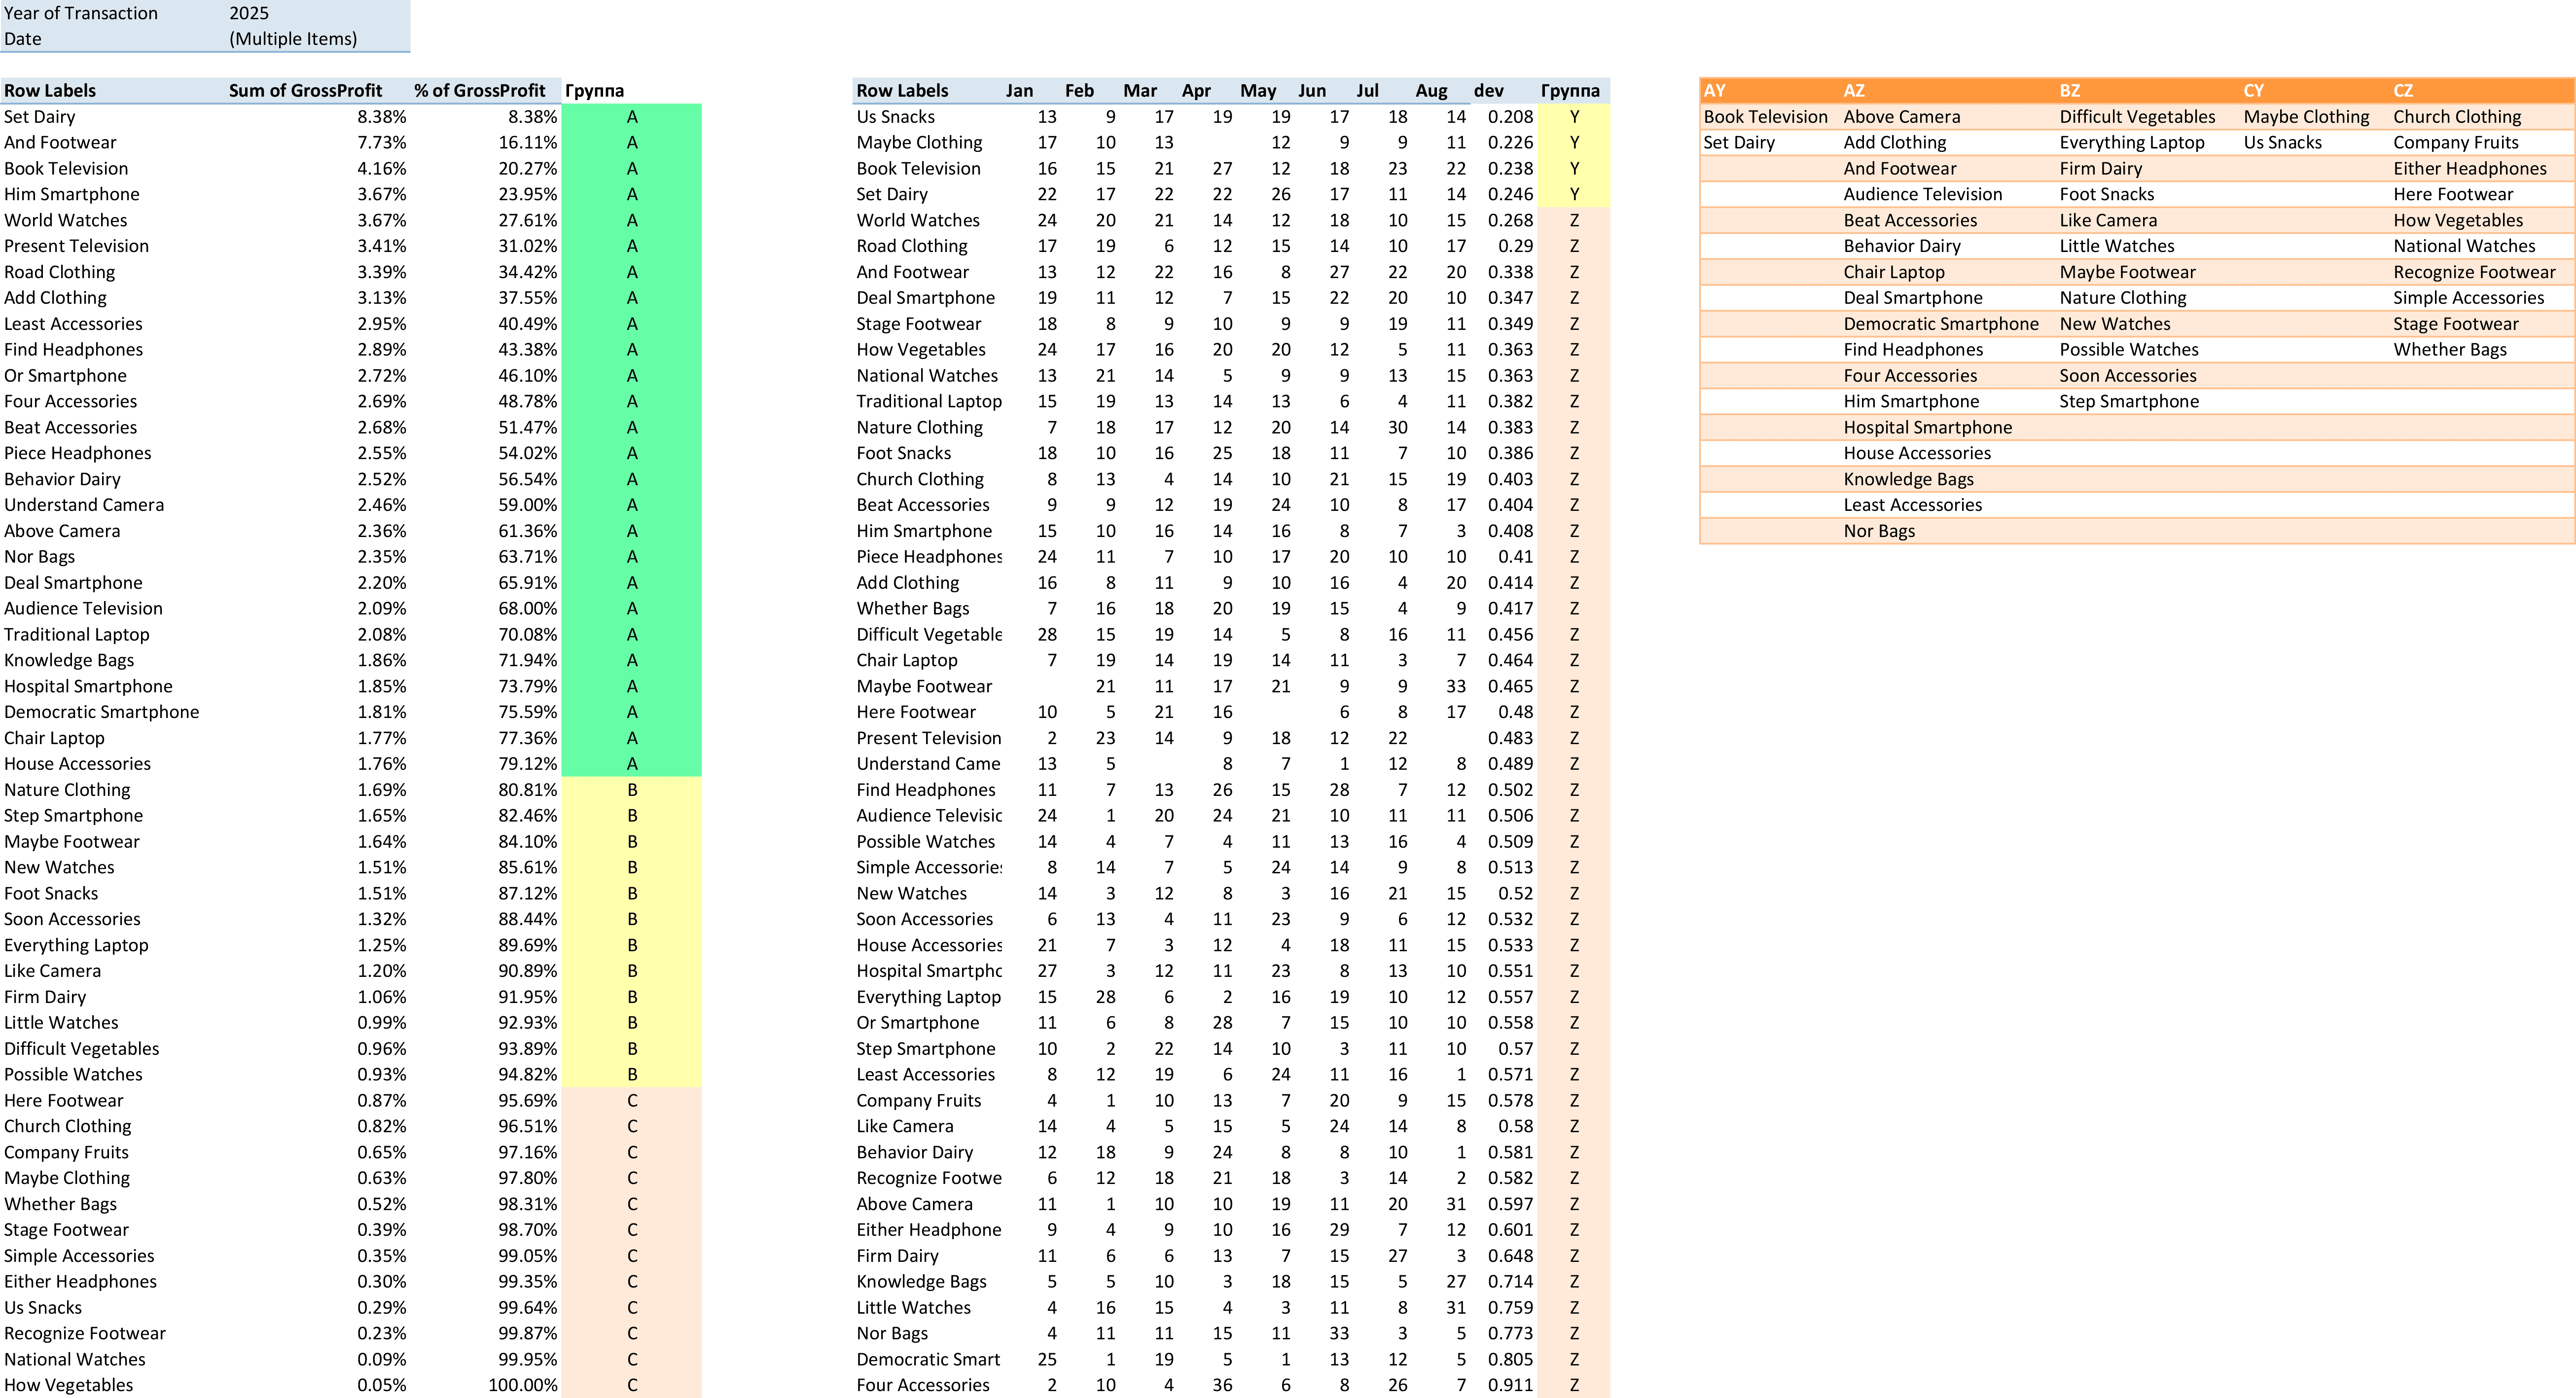 Year of Transaction 2025
Date (Multiple Items)
Row Labels Sum of GrossProfit % of GrossProfit Группа Row Labels Jan Feb Mar Apr May Jun Jul Aug dev Группа AY AZ BZ CY CZ
Set Dairy 8.38% 8.38% A Us Snacks 13 9 17 19 19 17 18 14 0.208 Y Book Television Above Camera Difficult Vegetables Maybe Clothing Church Clothing
And Footwear 7.73% 16.11% A Maybe Clothing 17 10 13 12 9 9 11 0.226 Y Set Dairy Add Clothing Everything Laptop Us Snacks Company Fruits
Book Television 4.16% 20.27% A Book Television 16 15 21 27 12 18 23 22 0.238 Y And Footwear Firm Dairy Either Headphones
Him Smartphone 3.67% 23.95% A Set Dairy 22 17 22 22 26 17 11 14 0.246 Y Audience Television Foot Snacks Here Footwear
World Watches 3.67% 27.61% A World Watches 24 20 21 14 12 18 10 15 0.268 Z Beat Accessories Like Camera How Vegetables
Present Television 3.41% 31.02% A Road Clothing 17 19 6 12 15 14 10 17 0.29 Z Behavior Dairy Little Watches National Watches
Road Clothing 3.39% 34.42% A And Footwear 13 12 22 16 8 27 22 20 0.338 Z Chair Laptop Maybe Footwear Recognize Footwear
Add Clothing 3.13% 37.55% A Deal Smartphone 19 11 12 7 15 22 20 10 0.347 Z Deal Smartphone Nature Clothing Simple Accessories
Least Accessories 2.95% 40.49% A Stage Footwear 18 8 9 10 9 9 19 11 0.349 Z Democratic Smartphone New Watches Stage Footwear
Find Headphones 2.89% 43.38% A How Vegetables 24 17 16 20 20 12 5 11 0.363 Z Find Headphones Possible Watches Whether Bags
Or Smartphone 2.72% 46.10% A National Watches 13 21 14 5 9 9 13 15 0.363 Z Four Accessories Soon Accessories
Four Accessories 2.69% 48.78% A Traditional Laptop 15 19 13 14 13 6 4 11 0.382 Z Him Smartphone Step Smartphone
Beat Accessories 2.68% 51.47% A Nature Clothing 7 18 17 12 20 14 30 14 0.383 Z Hospital Smartphone
Piece Headphones 2.55% 54.02% A Foot Snacks 18 10 16 25 18 11 7 10 0.386 Z House Accessories
Behavior Dairy 2.52% 56.54% A Church Clothing 8 13 4 14 10 21 15 19 0.403 Z Knowledge Bags
Understand Camera 2.46% 59.00% A Beat Accessories 9 9 12 19 24 10 8 17 0.404 Z Least Accessories
Above Camera 2.36% 61.36% A Him Smartphone 15 10 16 14 16 8 7 3 0.408 Z Nor Bags
Nor Bags 2.35% 63.71% A Piece Headphones 24 11 7 10 17 20 10 10 0.41 Z
Deal Smartphone 2.20% 65.91% A Add Clothing 16 8 11 9 10 16 4 20 0.414 Z
Audience Television 2.09% 68.00% A Whether Bags 7 16 18 20 19 15 4 9 0.417 Z
Traditional Laptop 2.08% 70.08% A Difficult Vegetable 28 15 19 14 5 8 16 11 0.456 Z
Knowledge Bags 1.86% 71.94% A Chair Laptop 7 19 14 19 14 11 3 7 0.464 Z
Hospital Smartphone 1.85% 73.79% A Maybe Footwear 21 11 17 21 9 9 33 0.465 Z
Democratic Smartphone 1.81% 75.59% A Here Footwear 10 5 21 16 6 8 17 0.48 Z
Chair Laptop 1.77% 77.36% A Present Television 2 23 14 9 18 12 22 0.483 Z
House Accessories 1.76% 79.12% A Understand Came 13 5 8 7 1 12 8 0.489 Z
Nature Clothing 1.69% 80.81% B Find Headphones 11 7 13 26 15 28 7 12 0.502 Z
Step Smartphone 1.65% 82.46% B Audience Televisic 24 1 20 24 21 10 11 11 0.506 Z
Maybe Footwear 1.64% 84.10% B Possible Watches 14 4 7 4 11 13 16 4 0.509 Z
New Watches 1.51% 85.61% B Simple Accessories 8 14 7 5 24 14 9 8 0.513 Z
Foot Snacks 1.51% 87.12% B New Watches 14 3 12 8 3 16 21 15 0.52 Z
Soon Accessories 1.32% 88.44% B Soon Accessories 6 13 4 11 23 9 6 12 0.532 Z
Everything Laptop 1.25% 89.69% B House Accessories 21 7 3 12 4 18 11 15 0.533 Z
Like Camera 1.20% 90.89% B Hospital Smartphc 27 3 12 11 23 8 13 10 0.551 Z
Firm Dairy 1.06% 91.95% B Everything Laptop 15 28 6 2 16 19 10 12 0.557 Z
Little Watches 0.99% 92.93% B Or Smartphone 11 6 8 28 7 15 10 10 0.558 Z
Difficult Vegetables 0.96% 93.89% B Step Smartphone 10 2 22 14 10 3 11 10 0.57 Z
Possible Watches 0.93% 94.82% B Least Accessories 8 12 19 6 24 11 16 1 0.571 Z
Here Footwear 0.87% 95.69% C Company Fruits 4 1 10 13 7 20 9 15 0.578 Z
Church Clothing 0.82% 96.51% C Like Camera 14 4 5 15 5 24 14 8 0.58 Z
Company Fruits 0.65% 97.16% C Behavior Dairy 12 18 9 24 8 8 10 1 0.581 Z
Maybe Clothing 0.63% 97.80% C Recognize Footwe 6 12 18 21 18 3 14 2 0.582 Z
Whether Bags 0.52% 98.31% C Above Camera 11 1 10 10 19 11 20 31 0.597 Z
Stage Footwear 0.39% 98.70% C Either Headphone 9 4 9 10 16 29 7 12 0.601 Z
Simple Accessories 0.35% 99.05% C Firm Dairy 11 6 6 13 7 15 27 3 0.648 Z
Either Headphones 0.30% 99.35% C Knowledge Bags 5 5 10 3 18 15 5 27 0.714 Z
Us Snacks 0.29% 99.64% C Little Watches 4 16 15 4 3 11 8 31 0.759 Z
Recognize Footwear 0.23% 99.87% C Nor Bags 4 11 11 15 11 33 3 5 0.773 Z
National Watches 0.09% 99.95% C Democratic Smart 25 1 19 5 1 13 12 5 0.805 Z
How Vegetables 0.05% 100.00% C Four Accessories 2 10 4 36 6 8 26 7 0.911 Z